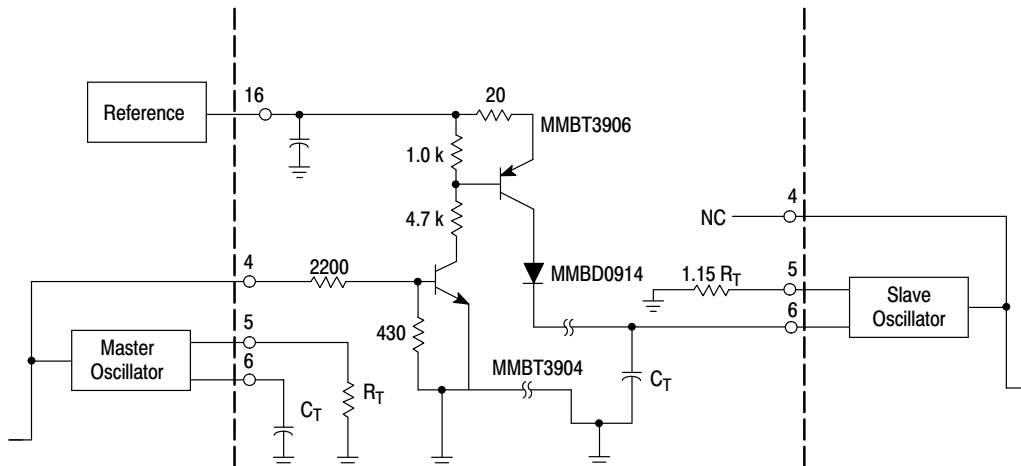 Reference
16
20
MMBT3906
1.0 k
4.7 k
4
NC
4
2200
MMBD0914
1.15 RT
5
6
Slave
Oscillator
430
5
6
Master
Oscillator
MMBT3904
CT
RT
CT